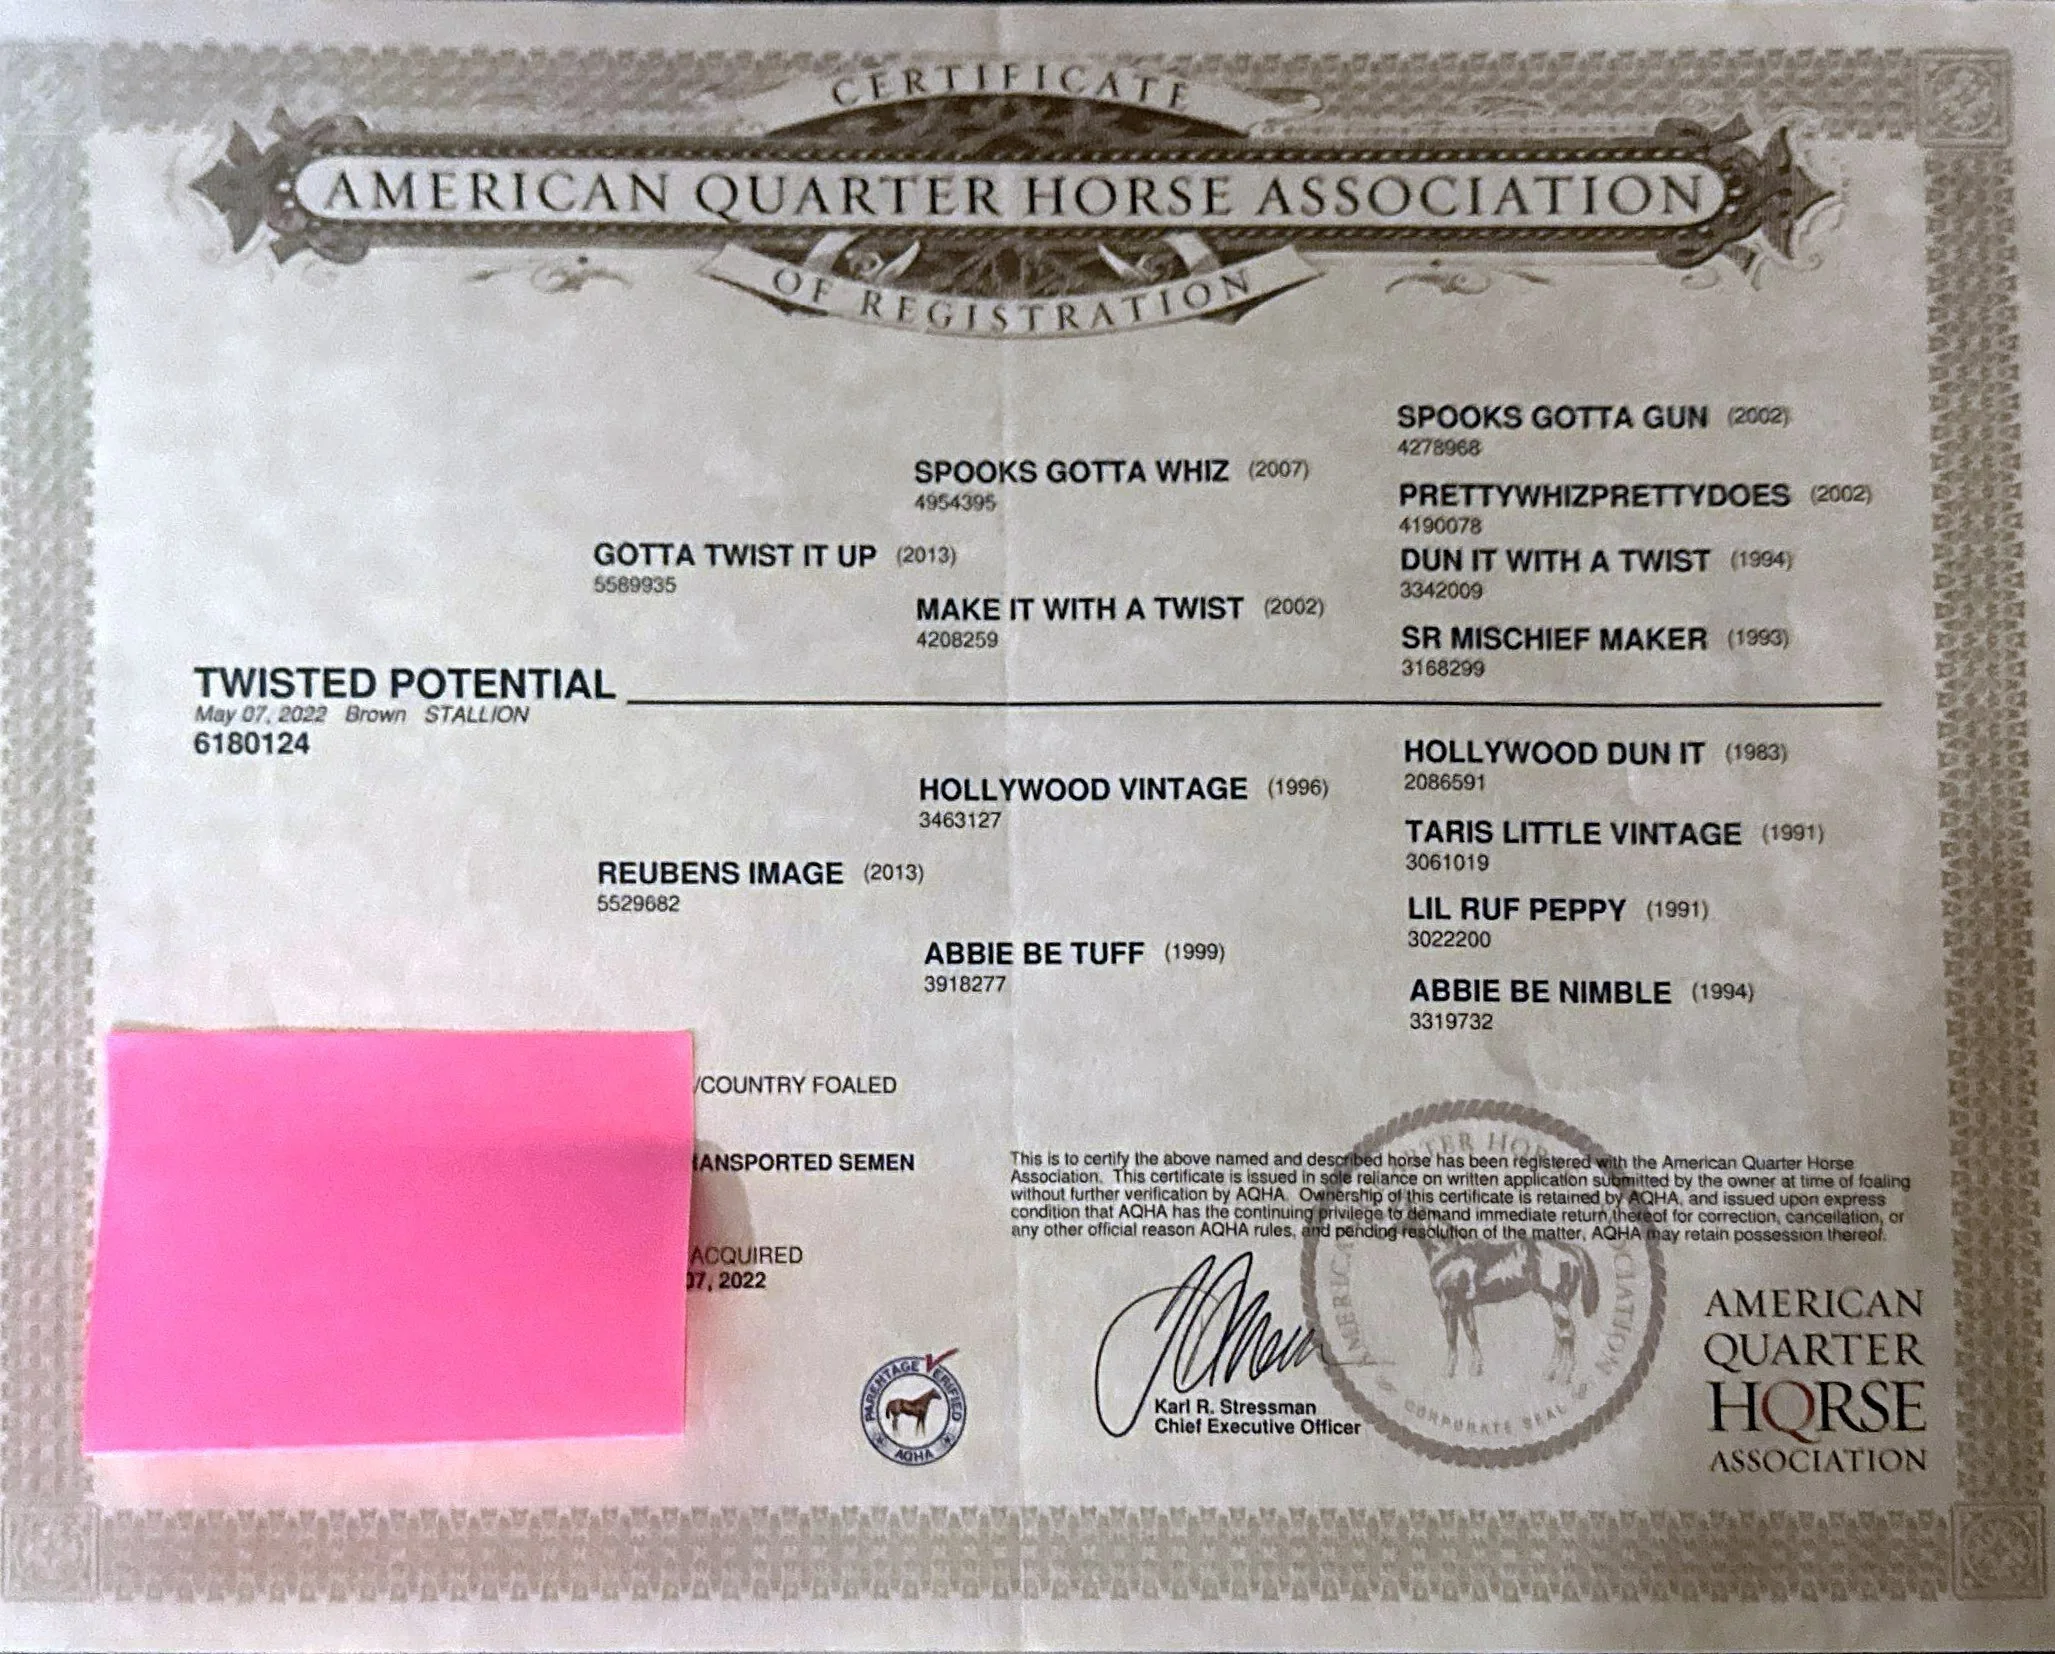 CERTIFICATE
AMERICAN QUARTER HORSE ASSOCIATION
OF REGISTRATION
SPOOKS GOTTA GUN (2002)
4278968
SPOOKS GOTTA WHIZ (2007)
4954395
PRETTYWHIZPRETTYDOES (2002)
4190078
GOTTA TWIST IT UP (2013)
5589935
DUN IT WITH A TWIST (1994)
3342009
MAKE IT WITH A TWIST (2002)
4208259
SR MISCHIEF MAKER (1993)
3168299
TWISTED POTENTIAL
May 07, 2022 Brown STALLION
6180124
HOLLYWOOD DUN IT (1983)
2086591
HOLLYWOOD VINTAGE (1996)
3463127
TARIS LITTLE VINTAGE (1991)
3061019
REUBENS IMAGE (2013)
5529682
LIL RUF PEPPY (1991)
3022200
ABBIE BE TUFF (1999)
3918277
ABBIE BE NIMBLE (1994)
3319732
/COUNTRY FOALED
RANSPORTED SEMEN
ACQUIRED
07, 2022
This is to certify the above named and described horse has been registered with the American Quarter Horse
Association. This certificate is issued in sole reliance on written application submitted by the owner at time of foaling
without further verification by AQHA. Ownership of this certificate is retained by AQHA, and issued upon express
condition that AQHA has the continuing privilege to demand immediate return thereof for correction, cancellation, or
any other official reason AQHA rules, and pending resolution of the matter, AQHA may retain possession thereof.
PARENTAGE VERIFIED
AQHA
Karl R. Stressman
Chief Executive Officer
CORPORATE SEAL
AMERICAN
QUARTER
HORSE
ASSOCIATION